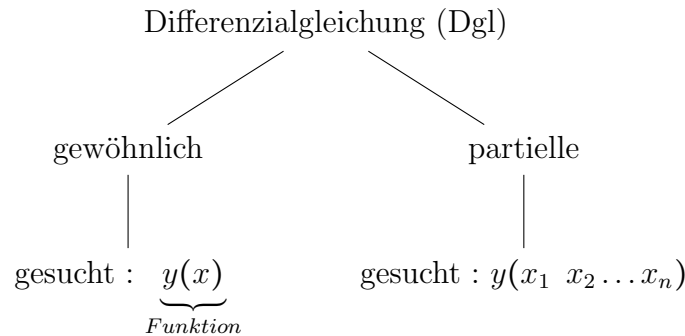 Differenzialgleichung (Dgl)
gewöhnlich partielle
gesucht : y(x) gesucht : y(x₁ x₂ … xₙ)
Funktion